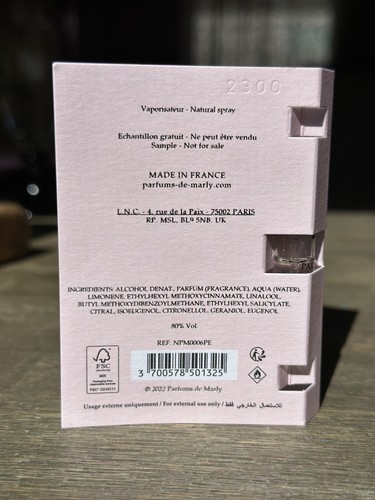 2300
Vaporisateur - Natural spray
Echantillon gratuit - Ne peut être vendu
Sample - Not for sale
MADE IN FRANCE
parfums-de-marly.com
L.N.C. - 4, rue de la Paix - 75002 PARIS
RP. MSL, BL9 5NB, UK
INGREDIENTS: ALCOHOL DENAT., PARFUM (FRAGRANCE), AQUA (WATER),
LIMONENE, ETHYLHEXYL METHOXYCINNAMATE, LINALOOL,
BUTYL METHOXYDIBENZOYLMETHANE, ETHYLHEXYL SALICYLATE,
CITRAL, ISOEUGENOL, CITRONELLOL, GERANIOL, EUGENOL
80% Vol.
REF. NPM0006PE
FSC
MIX
3 700578 501325
© 2022 Parfums de Marly
Usage externe uniquement / For external use only / للاستعمال الخارجي فقط